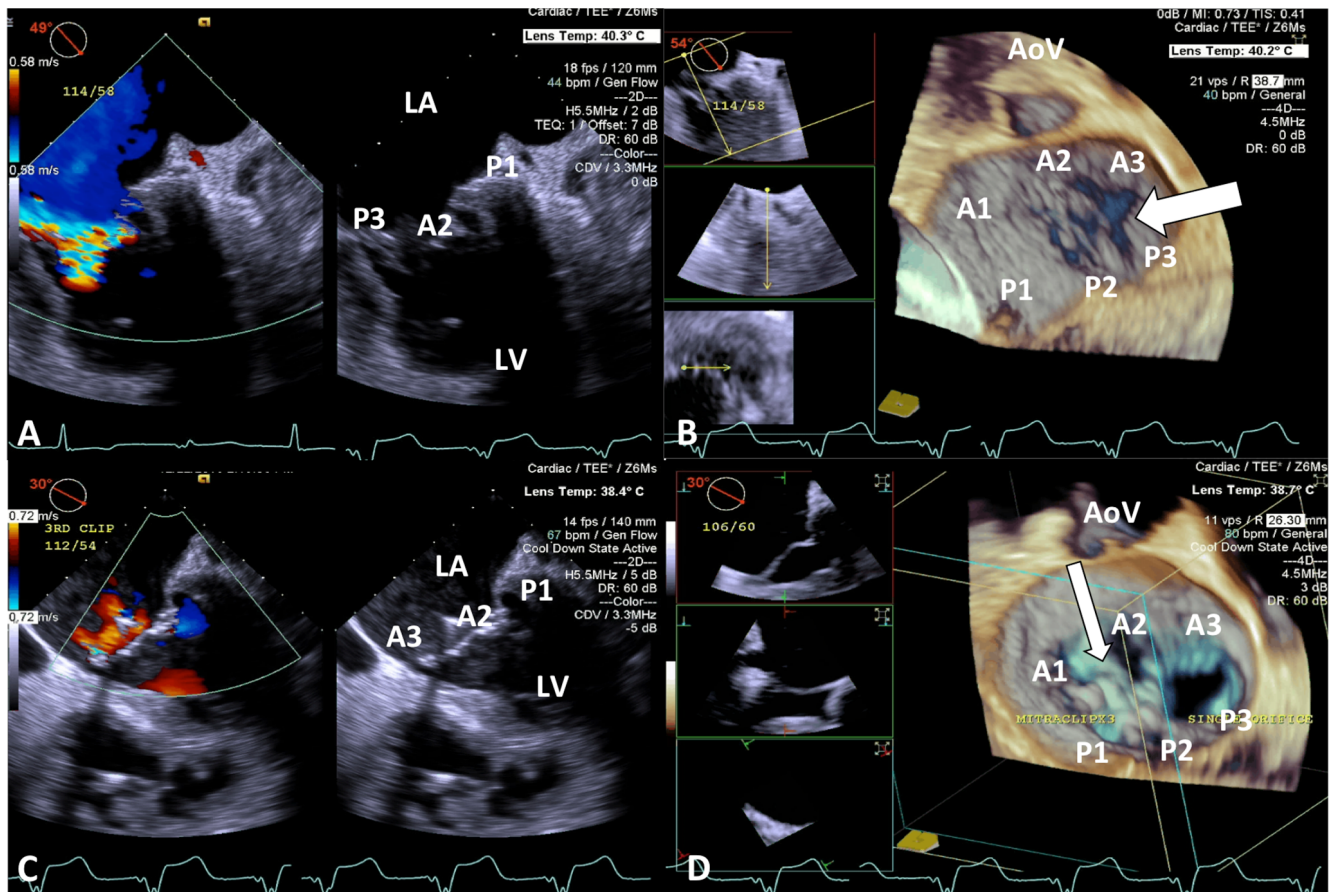 49°
0.58 m/s
114/58
0.58 m/s
Cardiac / TEE* / Z6Ms
Lens Temp: 40.3° C
18 fps / 120 mm
44 bpm / Gen Flow
---2D---
H5.5MHz / 2 dB
TEQ: 1 / Offset: 7 dB
DR: 60 dB
---Color---
CDV / 3.3MHz
0 dB
LA
P1
P3
A2
LV
A
54°
114/58
0dB / MI: 0.73 / TIS: 0.41
Cardiac / TEE* / Z6Ms
Lens Temp: 40.2° C
21 vps / R 38.7 mm
40 bpm / General
---4D---
4.5MHz
0 dB
DR: 60 dB
AoV
A2
A3
A1
P3
P2
P1
B
30°
0.72 m/s
3RD CLIP
112/54
0.72 m/s
Cardiac / TEE* / Z6Ms
Lens Temp: 38.4° C
14 fps / 140 mm
67 bpm / Gen Flow
Cool Down State Active
---2D---
H5.5MHz / 5 dB
DR: 60 dB
---Color---
CDV / 3.3MHz
-5 dB
LA
P1
A2
A3
LV
C
30°
106/60
Cardiac / TEE* / Z6Ms
Lens Temp: 38.7° C
11 vps / R 26.30 mm
60 bpm / General
Cool Down State Active
---4D---
4.5MHz
3 dB
DR: 60 dB
AoV
A2
A3
A1
P3
MITRACLIPX3
SINGLE ORIFICE
P1
P2
D